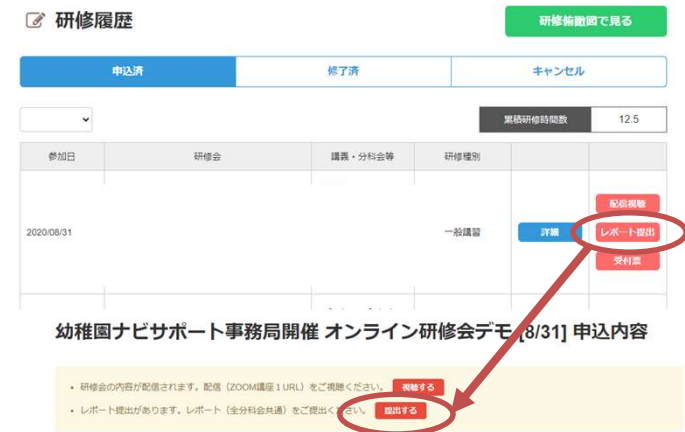 研修履歴
研修俯瞰図で見る
申込済 修了済 キャンセル
累積研修時間数 12.5
参加日 研修会 講義・分科会等 研修種別
配信視聴
2020/08/31 一般講習 詳細 レポート提出
受付票
幼稚園ナビサポート事務局開催 オンライン研修会デモ [8/31] 申込内容
• 研修会の内容が配信されます。配信（ZOOM講座１URL）をご視聴ください。 視聴する
• レポート提出があります。レポート（全分科会共通）をご提出ください。 提出する